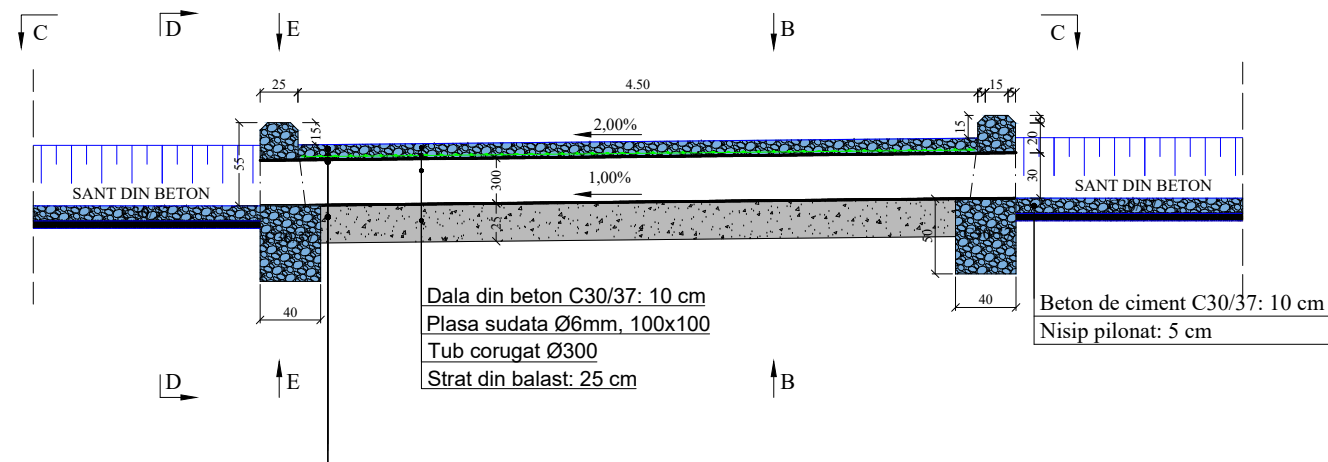 C D E B C
25 4.50 5 15 5
15 2,00% 15 5
55 20
300 30
SANT DIN BETON 1,00% SANT DIN BETON
25 50
40 40
Dala din beton C30/37: 10 cm
Plasa sudata Ø6mm, 100x100
Tub corugat Ø300
Strat din balast: 25 cm
Beton de ciment C30/37: 10 cm
Nisip pilonat: 5 cm
D E B